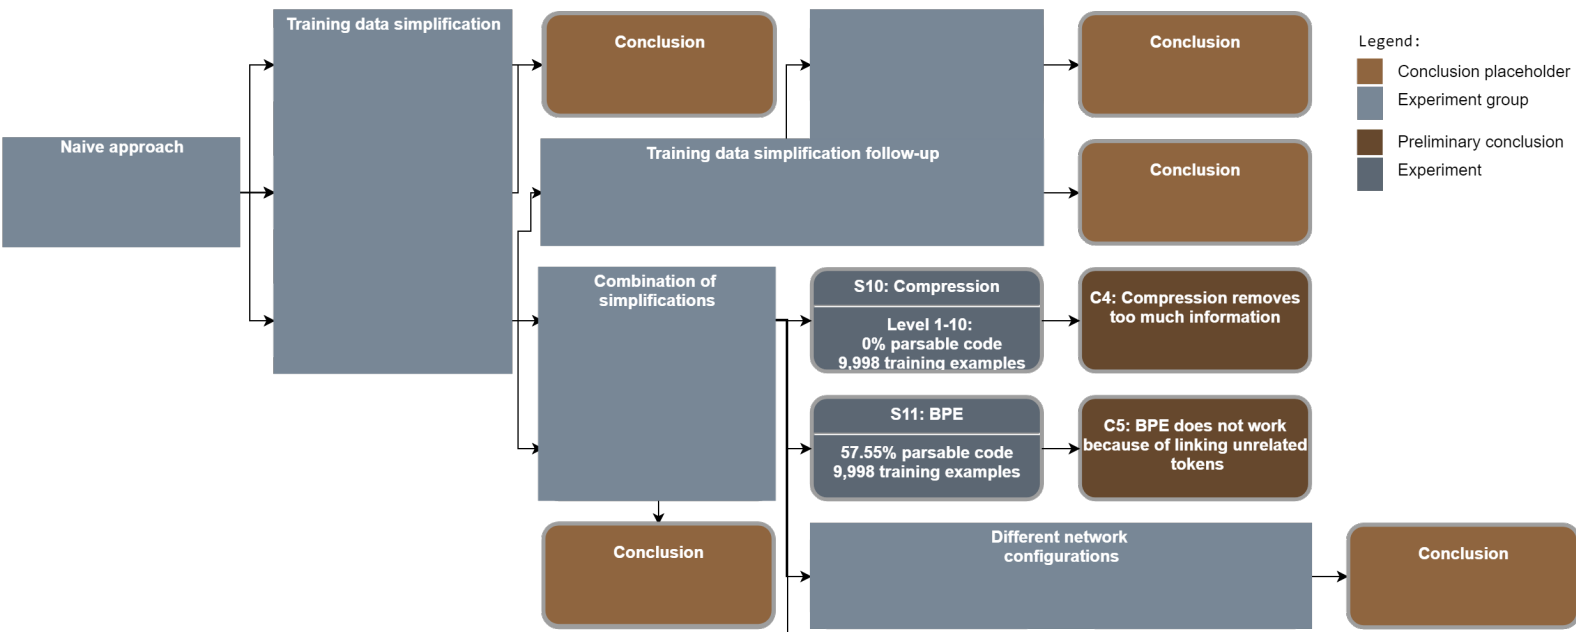 Training data simplification
Conclusion
Conclusion
Legend:
Conclusion placeholder
Experiment group
Preliminary conclusion
Experiment
Naive approach
Training data simplification follow-up
Conclusion
Combination of
simplifications
S10: Compression
Level 1-10:
0% parsable code
9,998 training examples
C4: Compression removes
too much information
S11: BPE
57.55% parsable code
9,998 training examples
C5: BPE does not work
because of linking unrelated
tokens
Conclusion
Different network
configurations
Conclusion